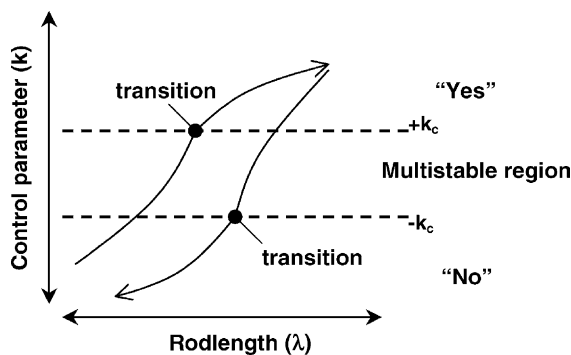 Control parameter (k)
transition
“Yes”
+kc
Multistable region
-kc
transition
“No”
Rodlength (λ)